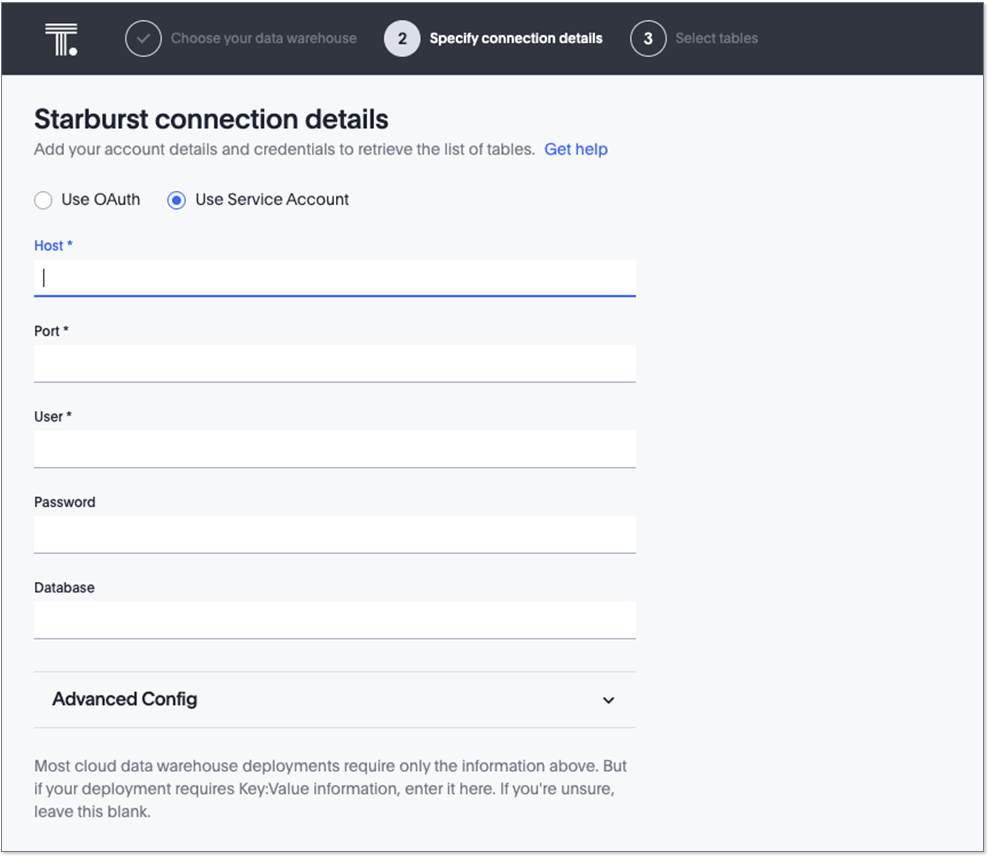 T.
Choose your data warehouse
2
Specify connection details
3
Select tables
Starburst connection details
Add your account details and credentials to retrieve the list of tables. Get help
Use OAuth
Use Service Account
Host *
Port *
User *
Password
Database
Advanced Config
Most cloud data warehouse deployments require only the information above. But
if your deployment requires Key:Value information, enter it here. If you're unsure,
leave this blank.